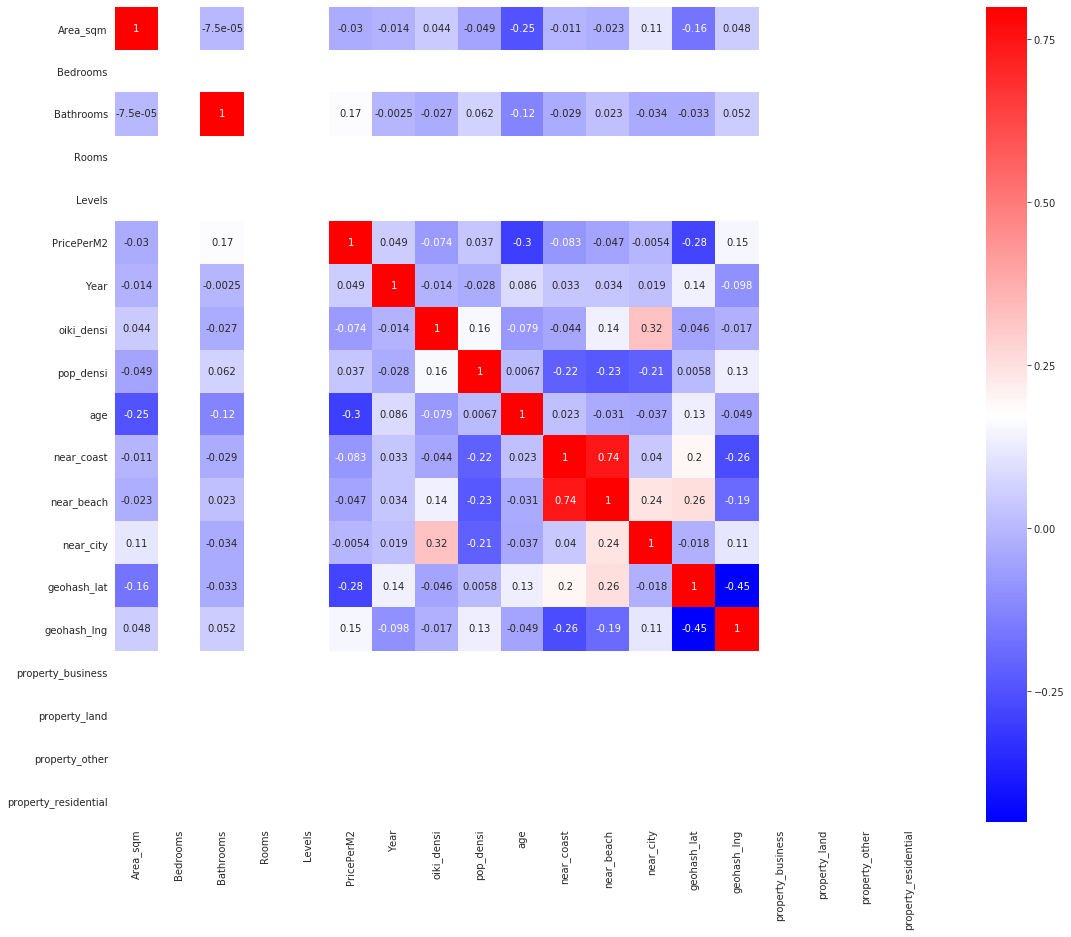 Area_sqm 1 -7.5e-05 -0.03 -0.014 0.044 -0.049 -0.25 -0.011 -0.023 0.11 -0.16 0.048
Bedrooms
Bathrooms -7.5e-05 1 0.17 -0.0025 -0.027 0.062 -0.12 -0.029 0.023 -0.034 -0.033 0.052
Rooms
Levels
PricePerM2 -0.03 0.17 1 0.049 -0.074 0.037 -0.3 -0.083 -0.047 -0.0054 -0.28 0.15
Year -0.014 -0.0025 0.049 1 -0.014 -0.028 0.086 0.033 0.034 0.019 0.14 -0.098
oiki_densi 0.044 -0.027 -0.074 -0.014 1 0.16 -0.079 -0.044 0.14 0.32 -0.046 -0.017
pop_densi -0.049 0.062 0.037 -0.028 0.16 1 0.0067 -0.22 -0.23 -0.21 0.0058 0.13
age -0.25 -0.12 -0.3 0.086 -0.079 0.0067 1 0.023 -0.031 -0.037 0.13 -0.049
near_coast -0.011 -0.029 -0.083 0.033 -0.044 -0.22 0.023 1 0.74 0.04 0.2 -0.26
near_beach -0.023 0.023 -0.047 0.034 0.14 -0.23 -0.031 0.74 1 0.24 0.26 -0.19
near_city 0.11 -0.034 -0.0054 0.019 0.32 -0.21 -0.037 0.04 0.24 1 -0.018 0.11
geohash_lat -0.16 -0.033 -0.28 0.14 -0.046 0.0058 0.13 0.2 0.26 -0.018 1 -0.45
geohash_lng 0.048 0.052 0.15 -0.098 -0.017 0.13 -0.049 -0.26 -0.19 0.11 -0.45 1
property_business
property_land
property_other
property_residential
Area_sqm
Bedrooms
Bathrooms
Rooms
Levels
PricePerM2
Year
oiki_densi
pop_densi
age
near_coast
near_beach
near_city
geohash_lat
geohash_lng
property_business
property_land
property_other
property_residential
0.75
0.50
0.25
0.00
−0.25